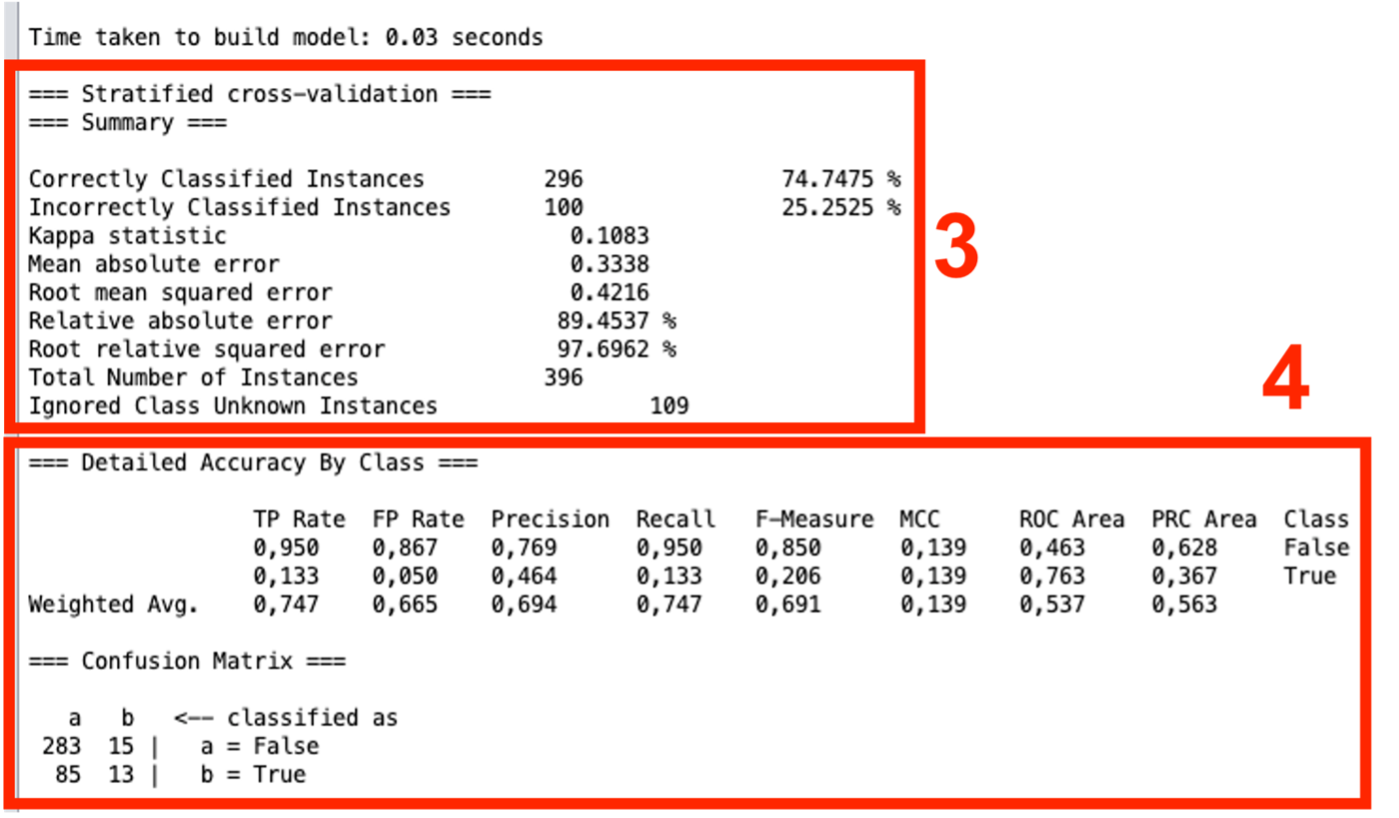 Time taken to build model: 0.03 seconds
=== Stratified cross-validation ===
=== Summary ===
Correctly Classified Instances 296 74.7475 %
Incorrectly Classified Instances 100 25.2525 %
Kappa statistic 0.1083
Mean absolute error 0.3338
Root mean squared error 0.4216
Relative absolute error 89.4537 %
Root relative squared error 97.6962 %
Total Number of Instances 396
Ignored Class Unknown Instances 109
3
4
=== Detailed Accuracy By Class ===
TP Rate FP Rate Precision Recall F-Measure MCC ROC Area PRC Area Class
0,950 0,867 0,769 0,950 0,850 0,139 0,463 0,628 False
0,133 0,050 0,464 0,133 0,206 0,139 0,763 0,367 True
Weighted Avg. 0,747 0,665 0,694 0,747 0,691 0,139 0,537 0,563
=== Confusion Matrix ===
a b <-- classified as
283 15 | a = False
85 13 | b = True